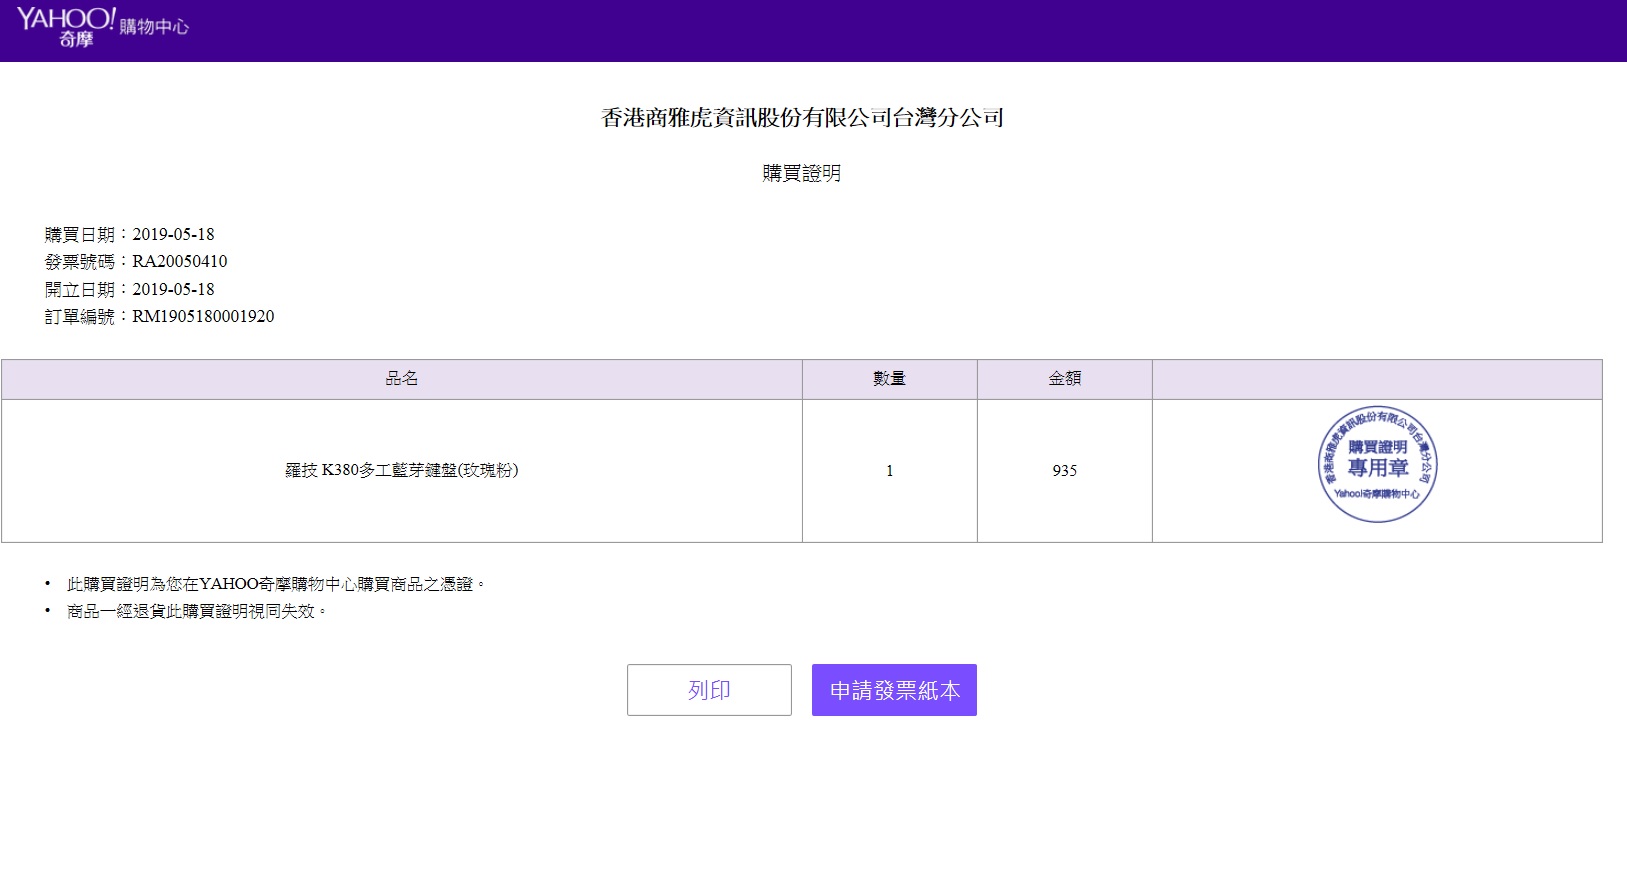 YAHOO!
奇摩 購物中心
香港商雅虎資訊股份有限公司台灣分公司
購買證明
購買日期：2019-05-18
發票號碼：RA20050410
開立日期：2019-05-18
訂單編號：RM1905180001920
品名 數量 金額
羅技 K380多工藍芽鍵盤(玫瑰粉) 1 935
香港商雅虎資訊股份有限公司台灣分公司
購買證明
專用章
Yahoo!奇摩購物中心
• 此購買證明為您在YAHOO奇摩購物中心購買商品之憑證。
• 商品一經退貨此購買證明視同失效。
列印 申請發票紙本